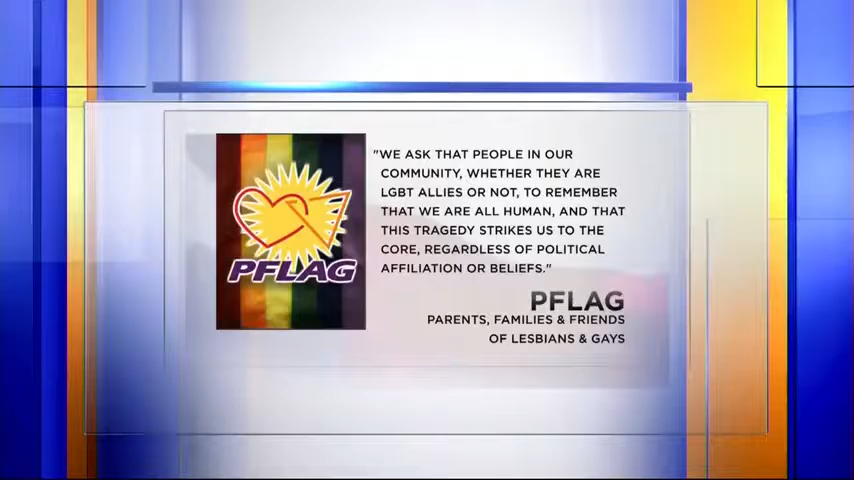 "WE ASK THAT PEOPLE IN OUR
COMMUNITY, WHETHER THEY ARE
LGBT ALLIES OR NOT, TO REMEMBER
THAT WE ARE ALL HUMAN, AND THAT
THIS TRAGEDY STRIKES US TO THE
CORE, REGARDLESS OF POLITICAL
AFFILIATION OR BELIEFS."
PFLAG
PFLAG
PARENTS, FAMILIES & FRIENDS
OF LESBIANS & GAYS